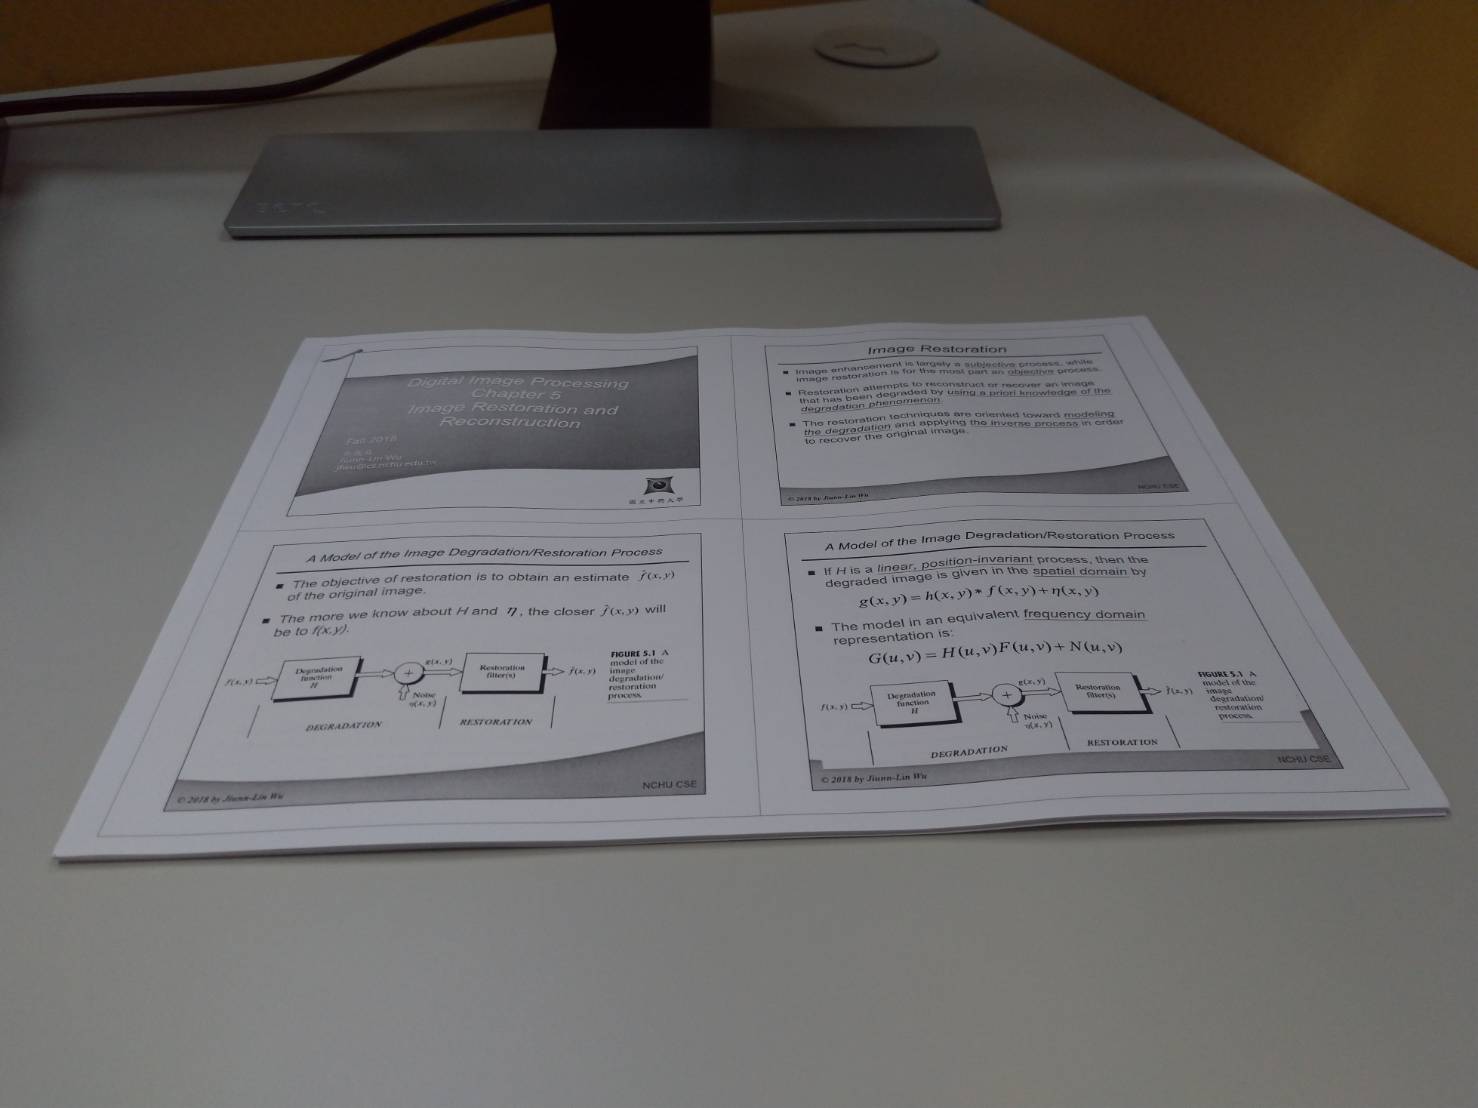 Digital Image Processing
Chapter 5
Image Restoration and
Reconstruction
Fall 2018
Jiunn-Lin Wu
jlwu@cs.nchu.edu.tw
國立中興大學
Image Restoration
Image enhancement is largely a subjective process, while
image restoration is for the most part an objective process.
Restoration attempts to reconstruct or recover an image
that has been degraded by using a priori knowledge of the
degradation phenomenon.
The restoration techniques are oriented toward modeling
the degradation and applying the inverse process in order
to recover the original image.
© 2018 by Jiunn-Lin Wu
NCHU CSE
A Model of the Image Degradation/Restoration Process
The objective of restoration is to obtain an estimate f̂(x,y)
of the original image.
The more we know about H and η, the closer f̂(x,y) will
be to f(x,y).
f(x, y)
Degradation
function
H
+
g(x, y)
Noise
η(x, y)
Restoration
filter(s)
f̂(x, y)
DEGRADATION
RESTORATION
FIGURE 5.1 A
model of the
image
degradation/
restoration
process.
© 2018 by Jiunn-Lin Wu
NCHU CSE
A Model of the Image Degradation/Restoration Process
If H is a linear, position-invariant process, then the
degraded image is given in the spatial domain by
g(x,y)=h(x,y)*f(x,y)+η(x,y)
The model in an equivalent frequency domain
representation is:
G(u,v)=H(u,v)F(u,v)+N(u,v)
f(x, y)
Degradation
function
H
+
g(x, y)
Noise
η(x, y)
Restoration
filter(s)
f̂(x, y)
DEGRADATION
RESTORATION
FIGURE 5.1 A
model of the
image
degradation/
restoration
process.
© 2018 by Jiunn-Lin Wu
NCHU CSE